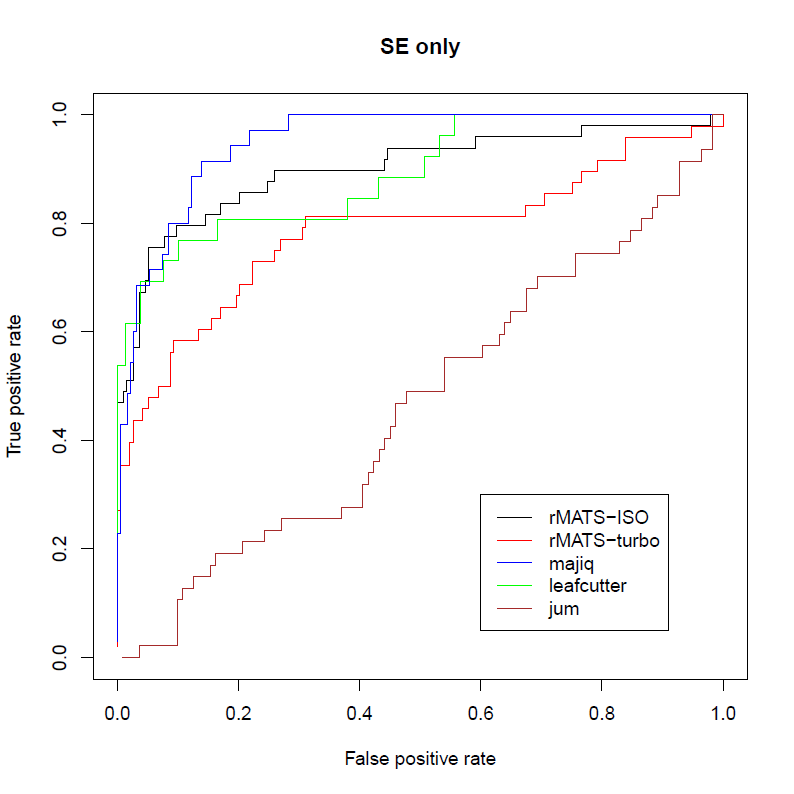 SE only
True positive rate
1.0
0.8
0.6
0.4
0.2
0.0
rMATS−ISO
rMATS−turbo
majiq
leafcutter
jum
0.0 0.2 0.4 0.6 0.8 1.0
False positive rate